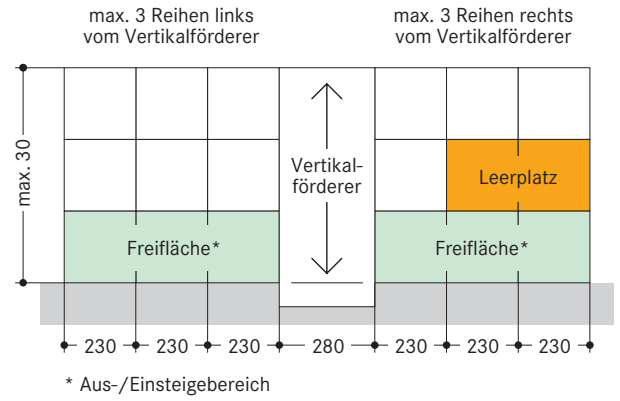 max. 3 Reihen links
vom Vertikalförderer
max. 3 Reihen rechts
vom Vertikalförderer
max. 30
Vertikal-
förderer
Leerplatz
Freifläche*
Freifläche*
230 230 230 280 230 230 230
* Aus-/Einsteigebereich